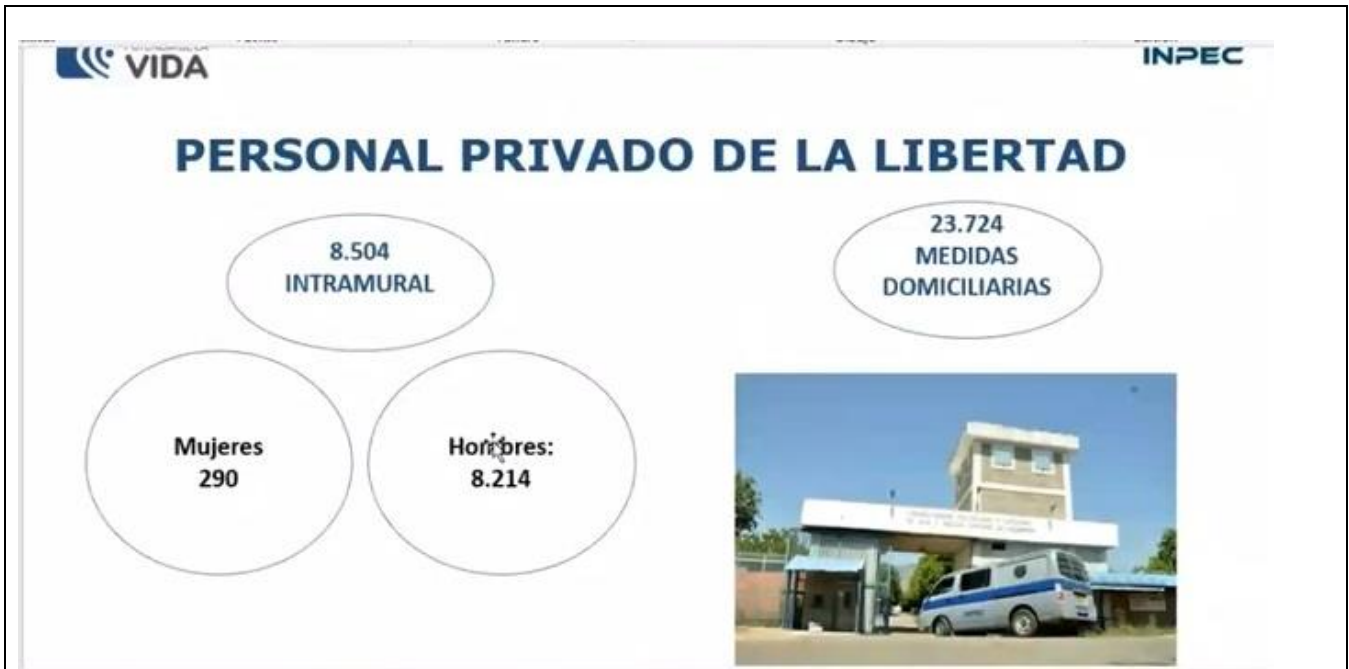 VIDA
INPEC
PERSONAL PRIVADO DE LA LIBERTAD
8.504
INTRAMURAL
23.724
MEDIDAS
DOMICILIARIAS
Mujeres
290
Hombres:
8.214